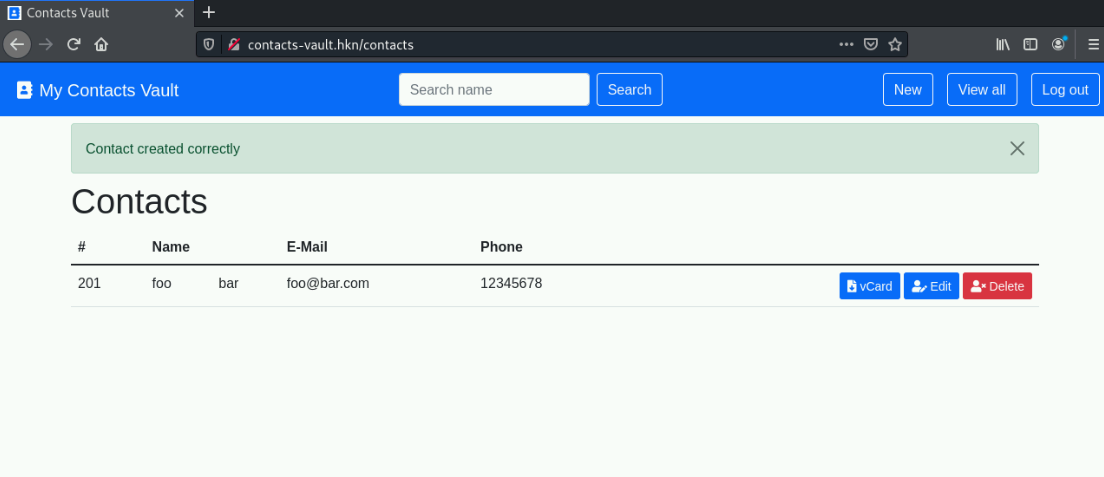 Contacts Vault
contacts-vault.hkn/contacts
My Contacts Vault Search name Search New View all Log out
Contact created correctly
Contacts
# Name E-Mail Phone
201 foo bar foo@bar.com 12345678 vCard Edit Delete